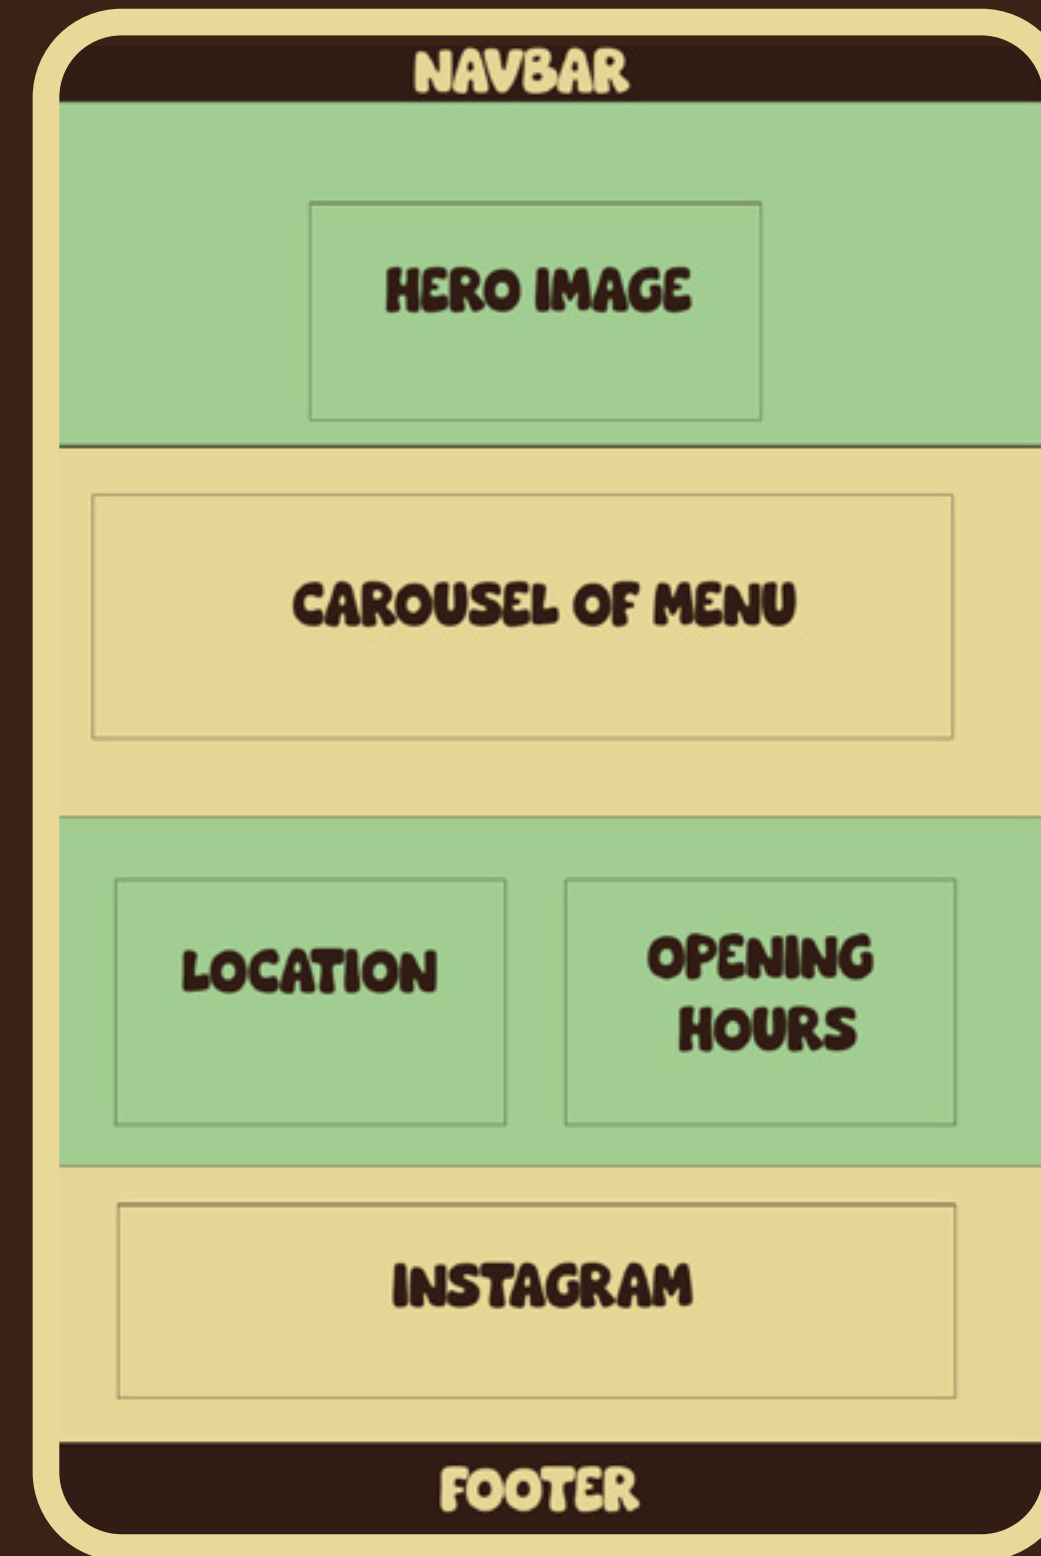 NAVBAR
HERO IMAGE
CAROUSEL OF MENU
LOCATION
OPENING
HOURS
INSTAGRAM
FOOTER